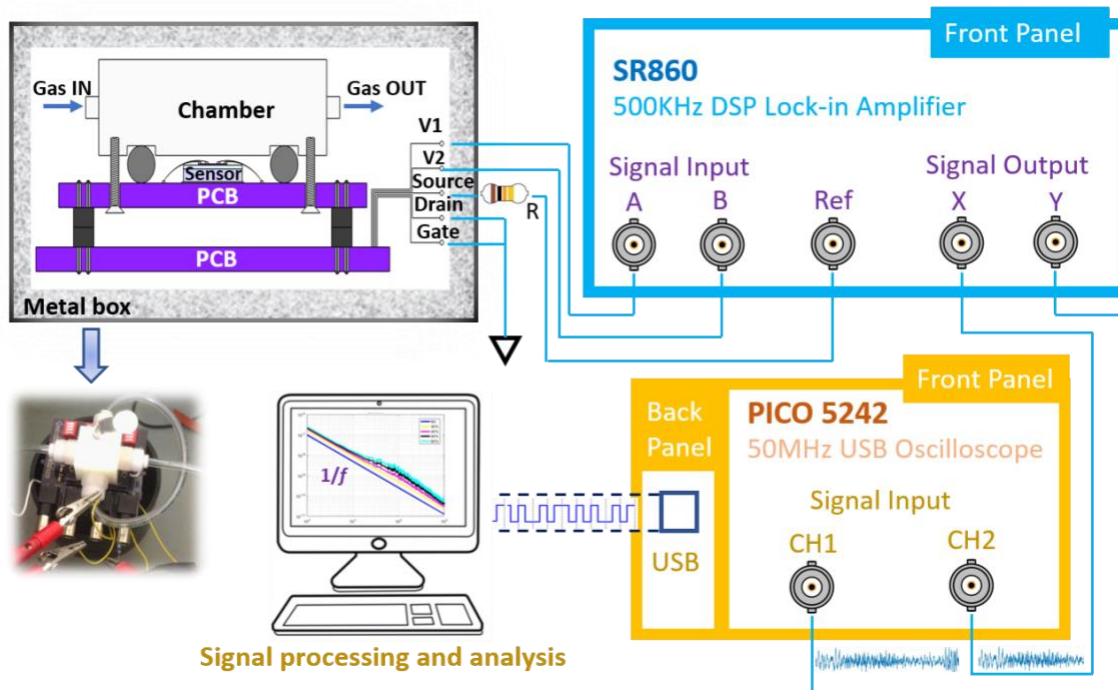 Gas IN
Gas OUT
Chamber
V1
V2
Source
Drain
Gate
R
Sensor
PCB
PCB
Metal box
Front Panel
SR860
500KHz DSP Lock-in Amplifier
Signal Input
Signal Output
A
B
Ref
X
Y
1/f
Signal processing and analysis
Front Panel
Back
Panel
PICO 5242
50MHz USB Oscilloscope
Signal Input
USB
CH1
CH2